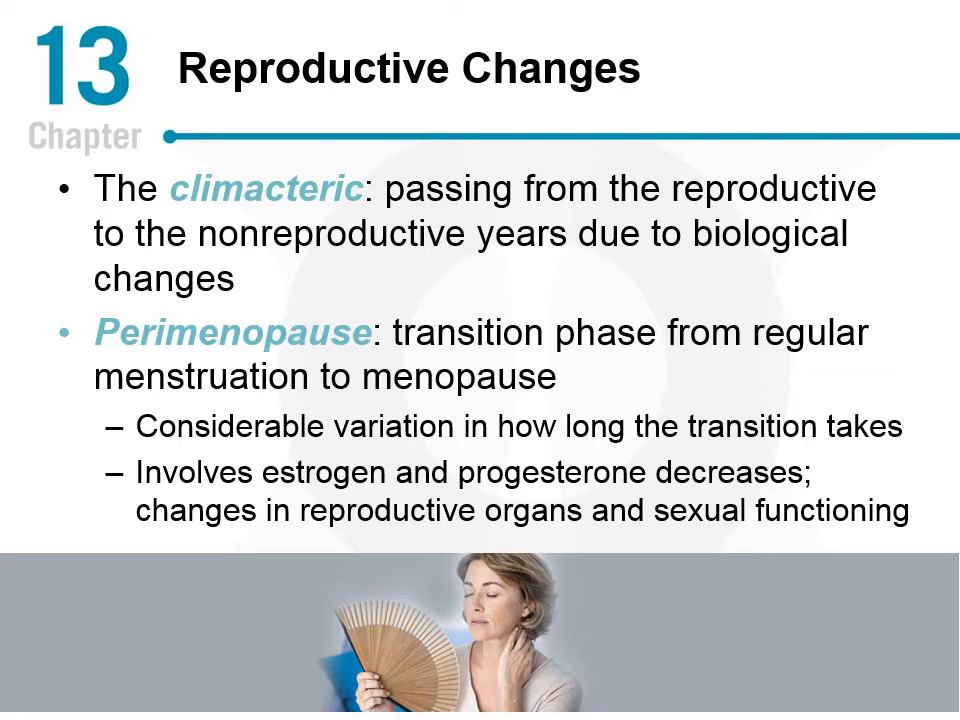 13
Chapter
Reproductive Changes
• The climacteric: passing from the reproductive
to the nonreproductive years due to biological
changes
• Perimenopause: transition phase from regular
menstruation to menopause
– Considerable variation in how long the transition takes
– Involves estrogen and progesterone decreases;
changes in reproductive organs and sexual functioning